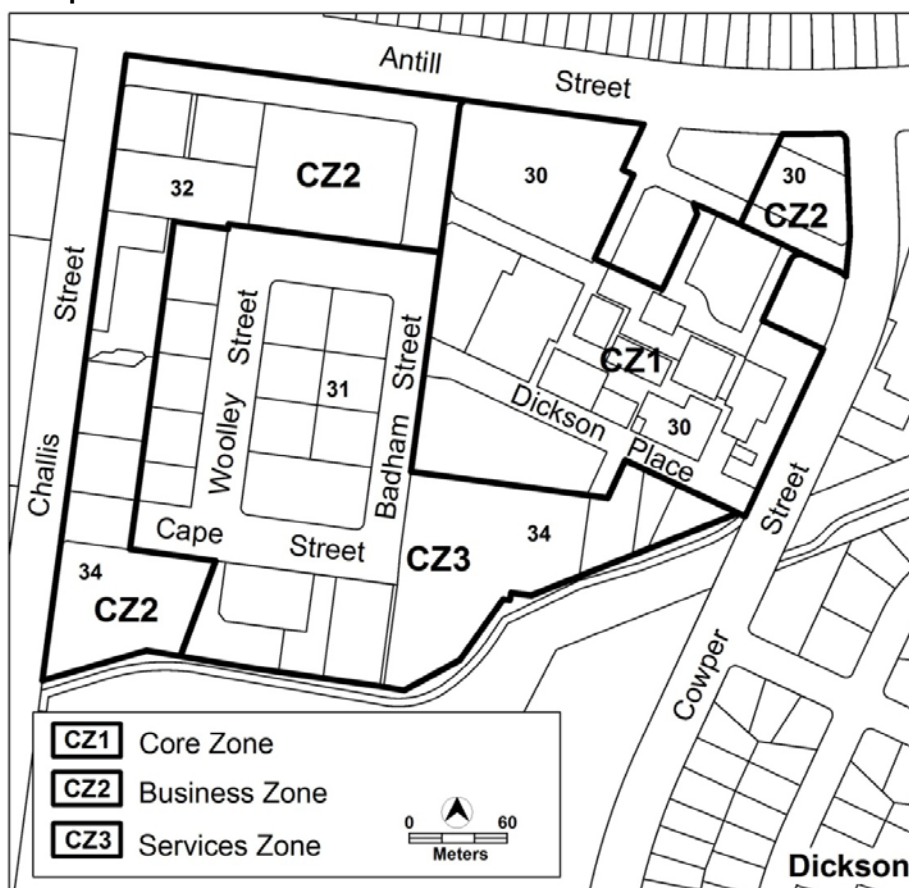 Antill Street
CZ2
32
30
30
CZ2
Challis Street
Woolley Street
31
Badham Street
CZ1
Dickson Place
30
Cape Street
CZ3
34
34
CZ2
Cowper Street
CZ1 Core Zone
CZ2 Business Zone
CZ3 Services Zone
0 60
Meters
Dickson